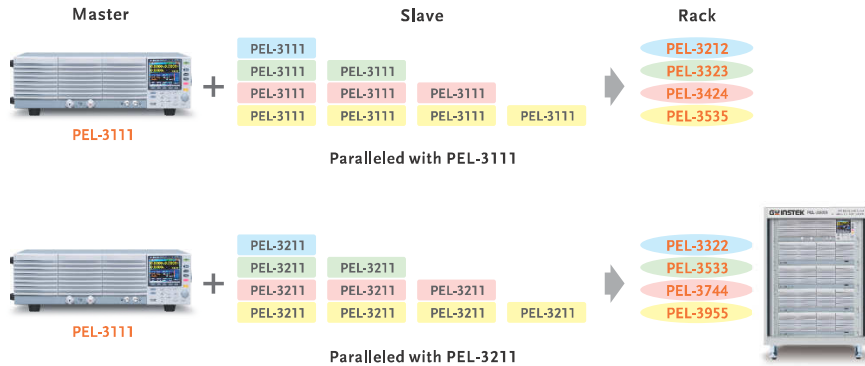 Master Slave Rack
PEL-3111 PEL-3212
PEL-3111 PEL-3111 PEL-3323
+ PEL-3111 PEL-3111 PEL-3111 PEL-3424
PEL-3111 PEL-3111 PEL-3111 PEL-3111 PEL-3535
PEL-3111
Paralleled with PEL-3111
GWINSTEK
PEL-3211 PEL-3322
PEL-3211 PEL-3211 PEL-3533
+ PEL-3211 PEL-3211 PEL-3211 PEL-3744
PEL-3211 PEL-3211 PEL-3211 PEL-3211 PEL-3955
PEL-3111
Paralleled with PEL-3211